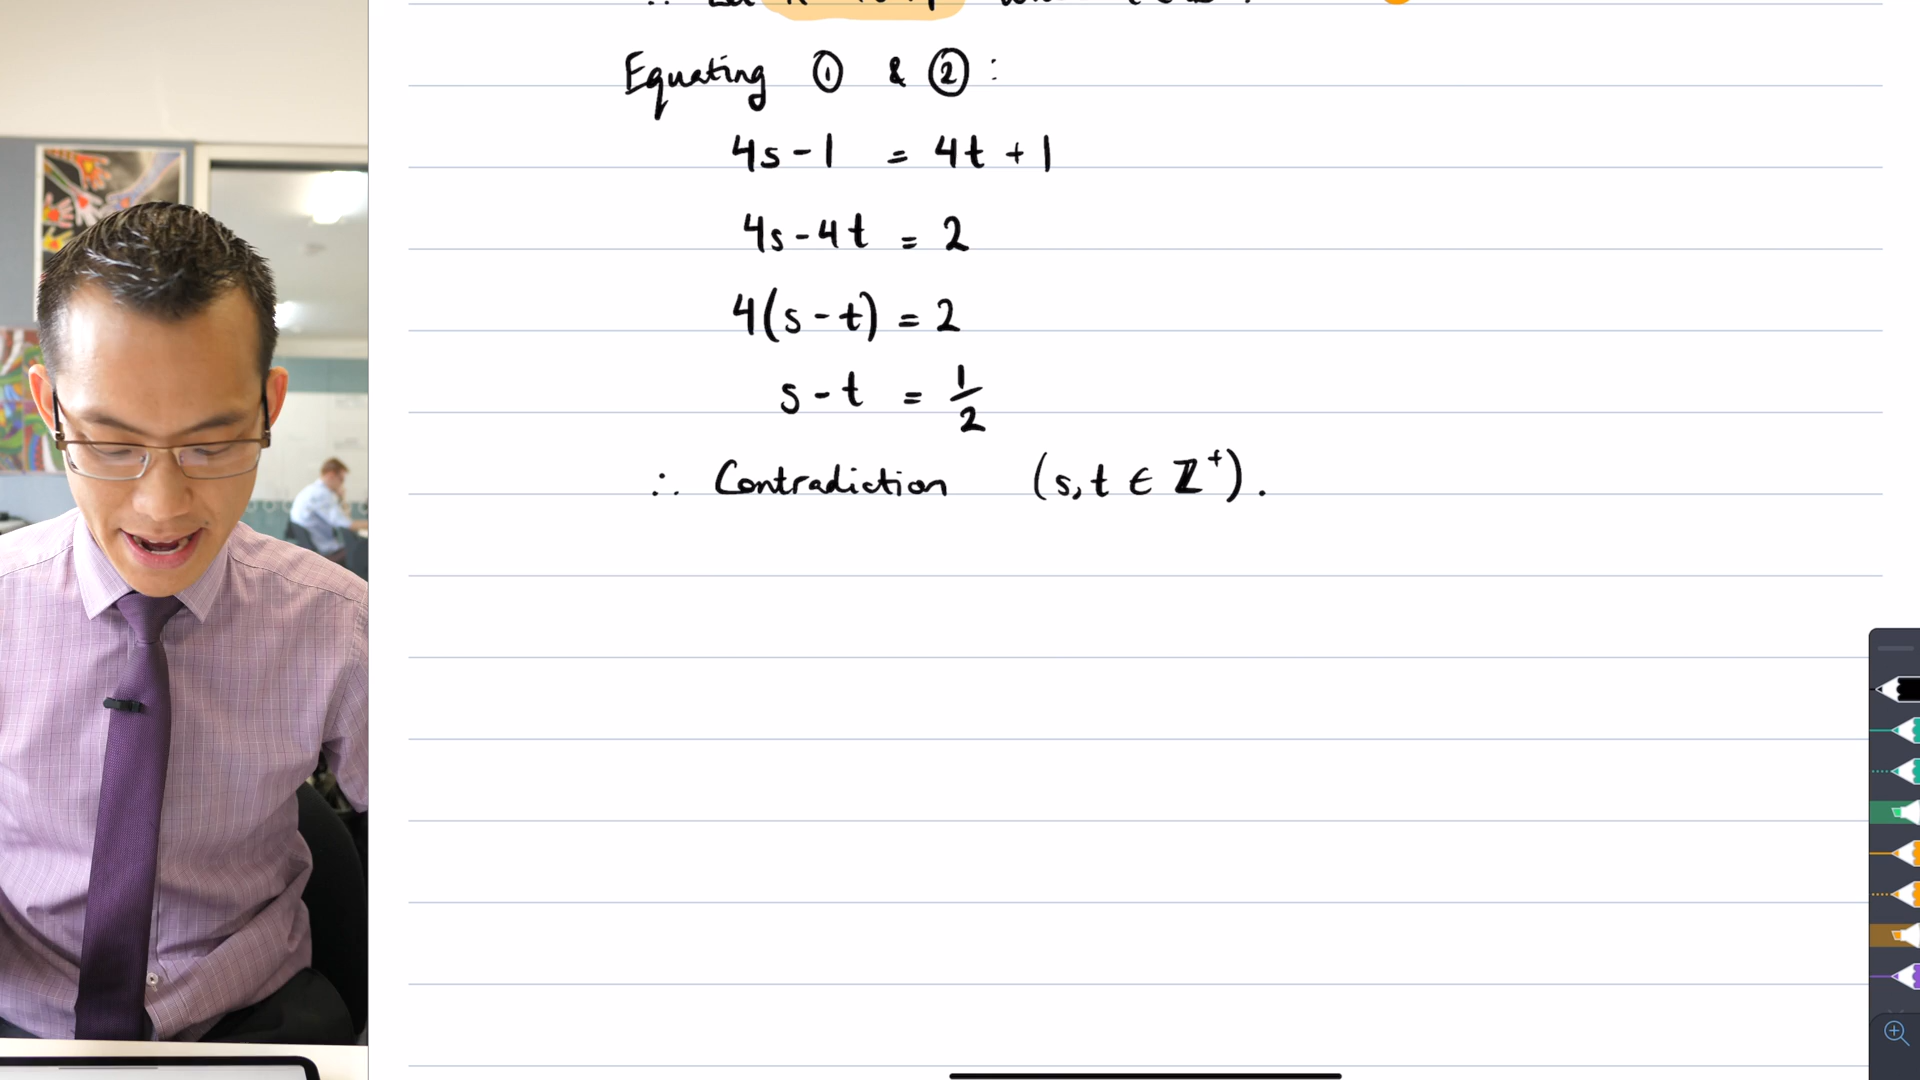 Equating ① & ② :
4s - 1 = 4t + 1
4s - 4t = 2
4(s - t) = 2
s - t = 1/2
∴ Contradiction (s, t ∈ ℤ⁺).